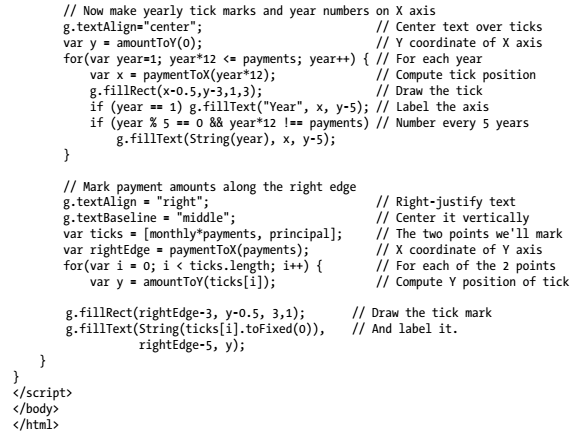 // Now make yearly tick marks and year numbers on X axis
g.textAlign="center"; // Center text over ticks
var y = amountToY(0); // Y coordinate of X axis
for(var year=1; year*12 <= payments; year++) { // For each year
var x = paymentToX(year*12); // Compute tick position
g.fillRect(x-0.5,y-3,1,3); // Draw the tick
if (year == 1) g.fillText("Year", x, y-5); // Label the axis
if (year % 5 == 0 && year*12 !== payments) // Number every 5 years
g.fillText(String(year), x, y-5);
}
// Mark payment amounts along the right edge
g.textAlign = "right"; // Right-justify text
g.textBaseline = "middle"; // Center it vertically
var ticks = [monthly*payments, principal]; // The two points we'll mark
var rightEdge = paymentToX(payments); // X coordinate of Y axis
for(var i = 0; i < ticks.length; i++) { // For each of the 2 points
var y = amountToY(ticks[i]); // Compute Y position of tick
g.fillRect(rightEdge-3, y-0.5, 3,1); // Draw the tick mark
g.fillText(String(ticks[i].toFixed(0)), // And label it.
rightEdge-5, y);
}
}
</script>
</body>
</html>